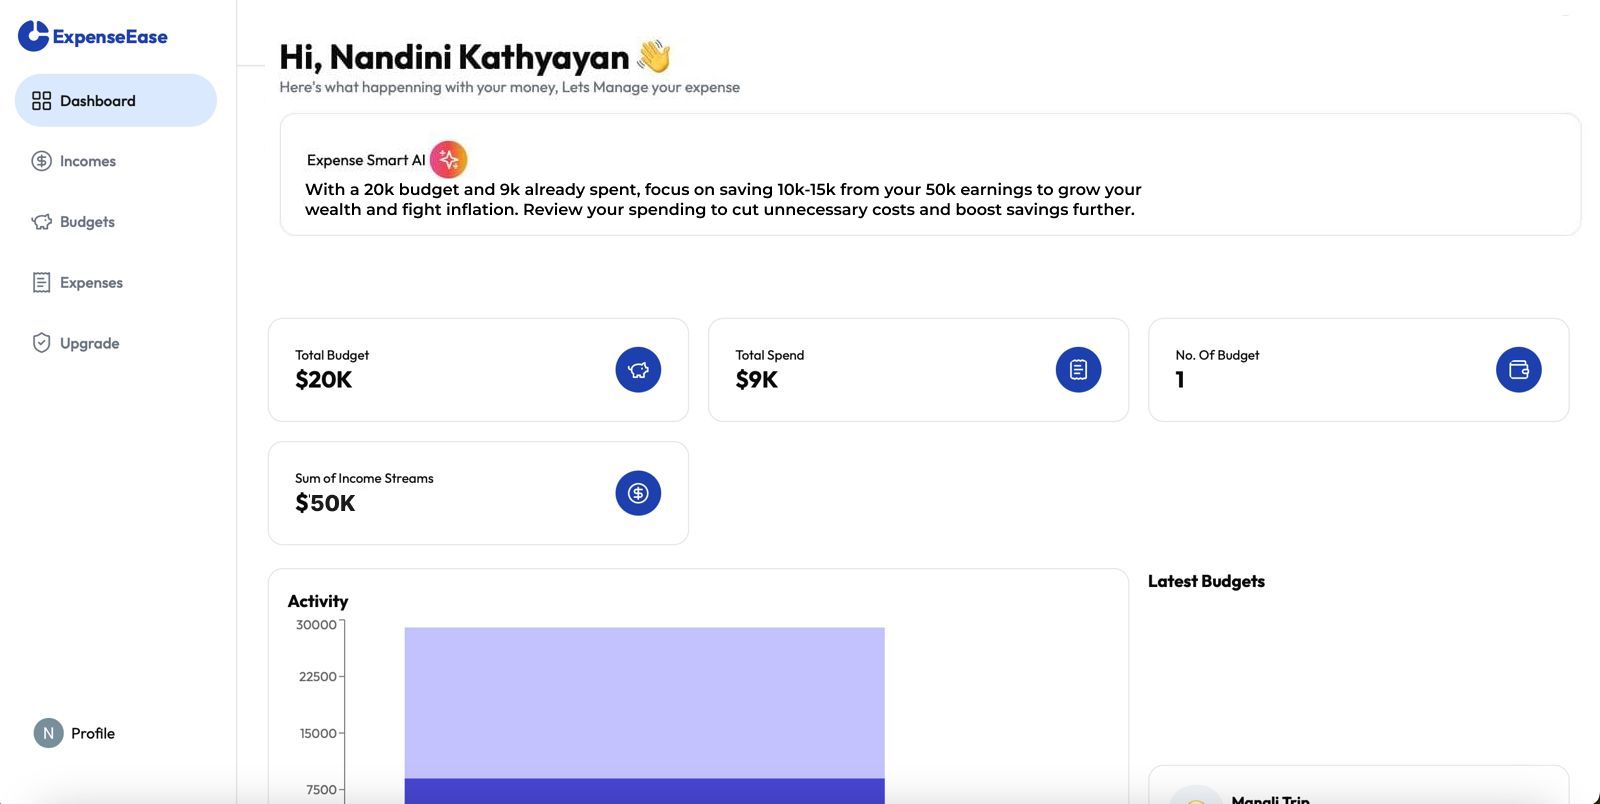 ExpenseEase
Dashboard
Incomes
Budgets
Expenses
Upgrade
N Profile
Hi, Nandini Kathyayan 👋
Here's what happenning with your money, Lets Manage your expense
Expense Smart AI
With a 20k budget and 9k already spent, focus on saving 10k-15k from your 50k earnings to grow your
wealth and fight inflation. Review your spending to cut unnecessary costs and boost savings further.
Total Budget
$20K
Total Spend
$9K
No. Of Budget
1
Sum of Income Streams
$50K
Activity
30000
22500
15000
7500
Latest Budgets
Manali Trip